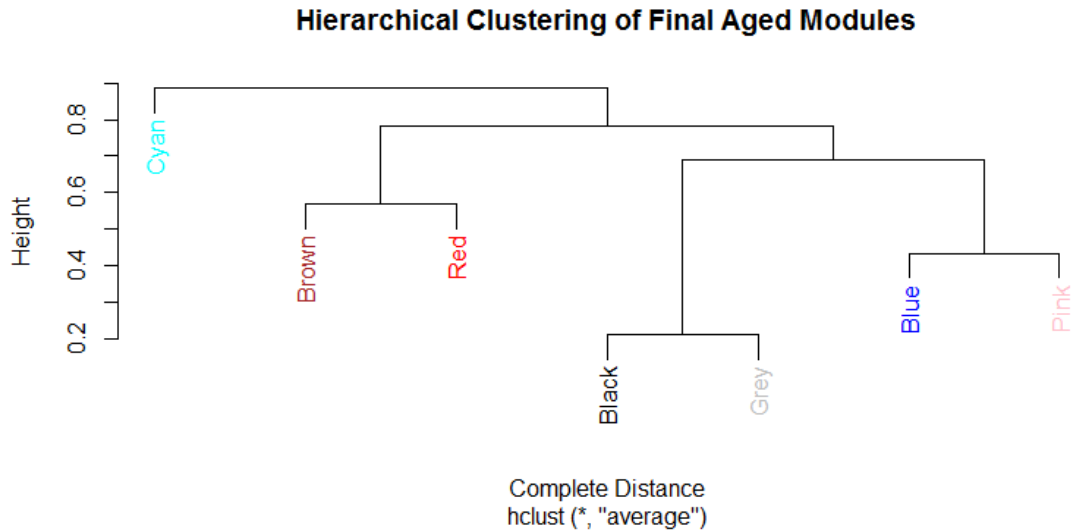 Hierarchical Clustering of Final Aged Modules
Height
0.8
0.6
0.4
0.2
Cyan
Brown
Red
Black
Grey
Blue
Pink
Complete Distance
hclust (*, "average")